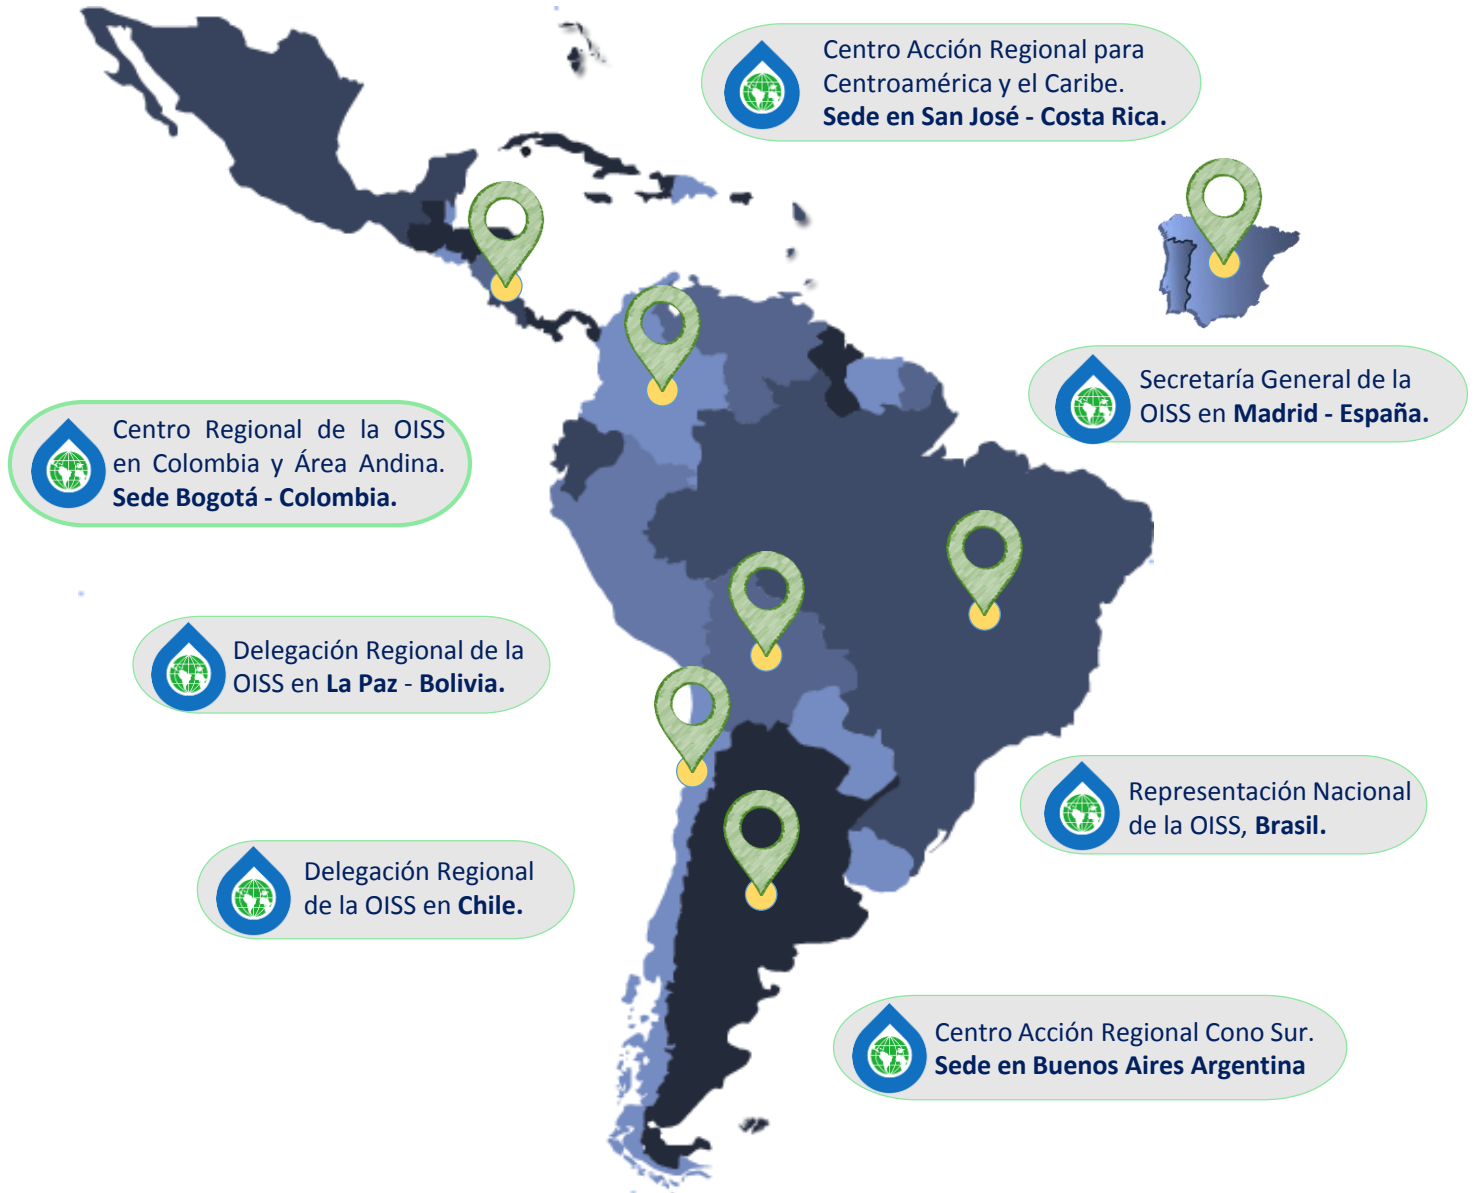 Centro Acción Regional para
Centroamérica y el Caribe.
Sede en San José - Costa Rica.
Secretaría General de la
OISS en Madrid - España.
Centro Regional de la OISS
en Colombia y Área Andina.
Sede Bogotá - Colombia.
Delegación Regional de la
OISS en La Paz - Bolivia.
Representación Nacional
de la OISS, Brasil.
Delegación Regional
de la OISS en Chile.
Centro Acción Regional Cono Sur.
Sede en Buenos Aires Argentina